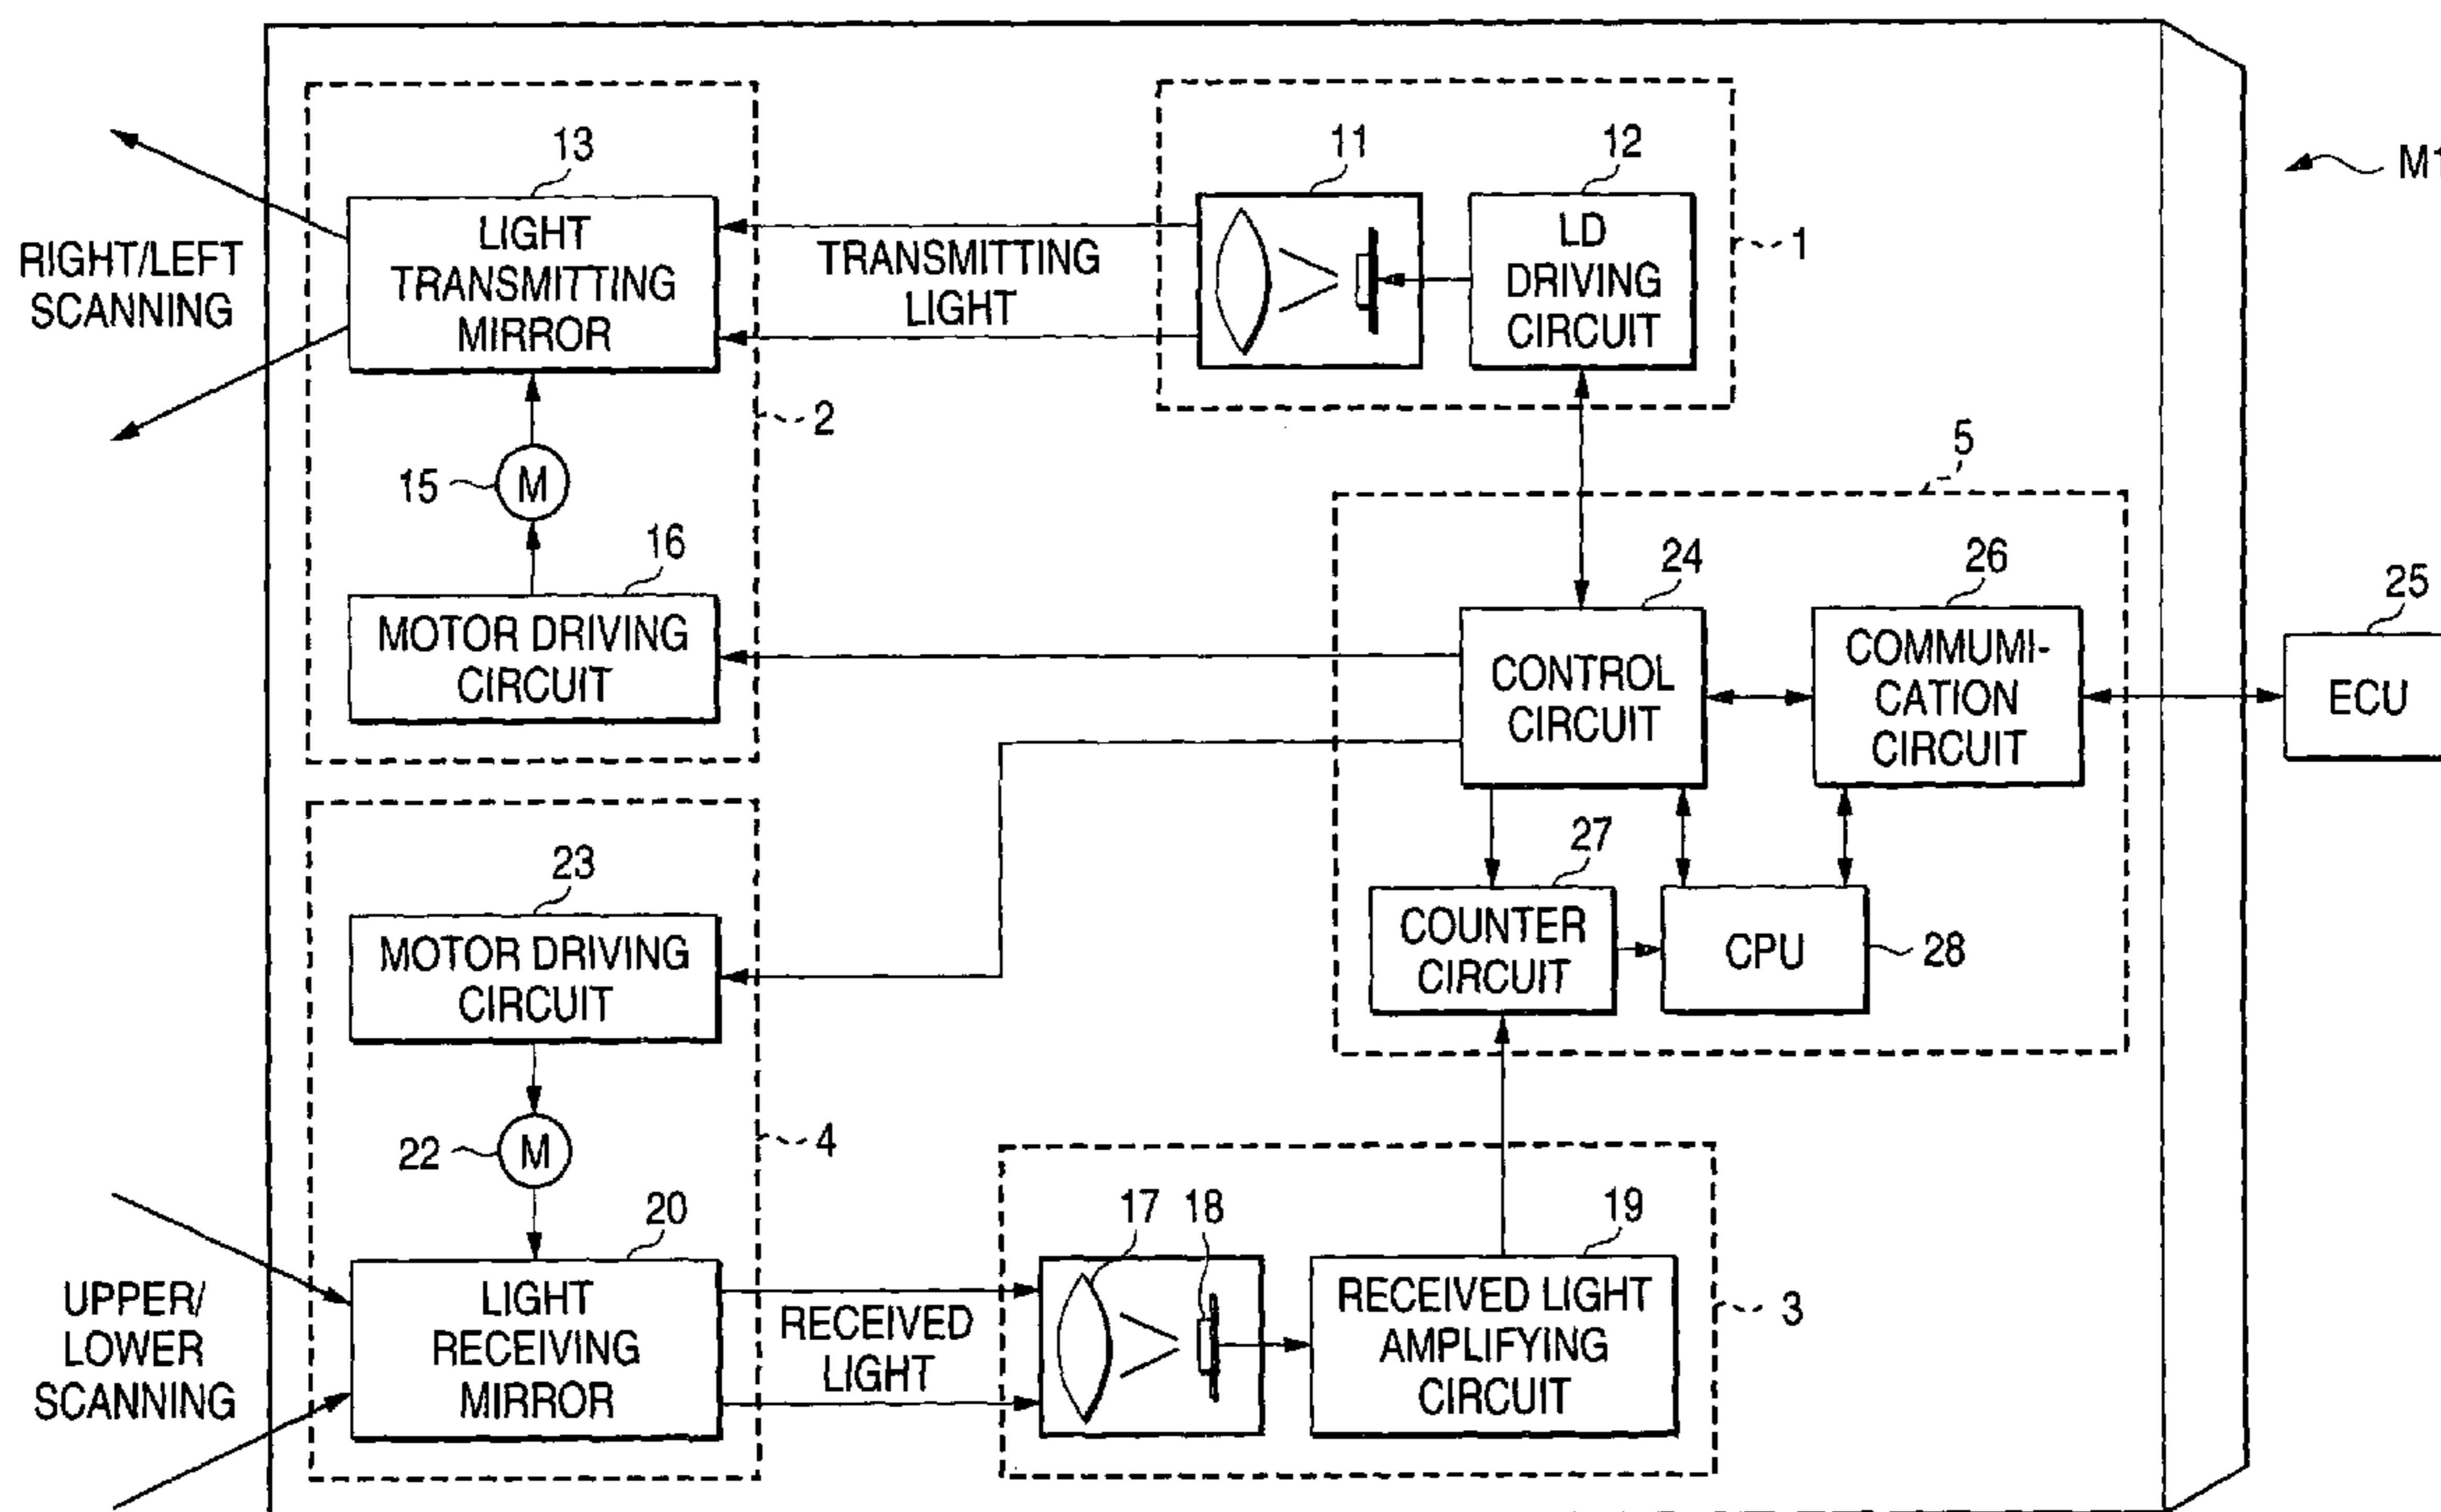 13
LIGHT
TRANSMITTING
MIRROR
RIGHT/LEFT
SCANNING
TRANSMITTING
LIGHT
11
12
LD
DRIVING
CIRCUIT
1
M1
2
15
M
16
MOTOR DRIVING
CIRCUIT
5
24
CONTROL
CIRCUIT
26
COMMUMI-
CATION
CIRCUIT
25
ECU
27
COUNTER
CIRCUIT
CPU
28
23
MOTOR DRIVING
CIRCUIT
22
M
4
20
LIGHT
RECEIVING
MIRROR
UPPER/
LOWER
SCANNING
RECEIVED
LIGHT
17
18
19
RECEIVED LIGHT
AMPLIFYING
CIRCUIT
3